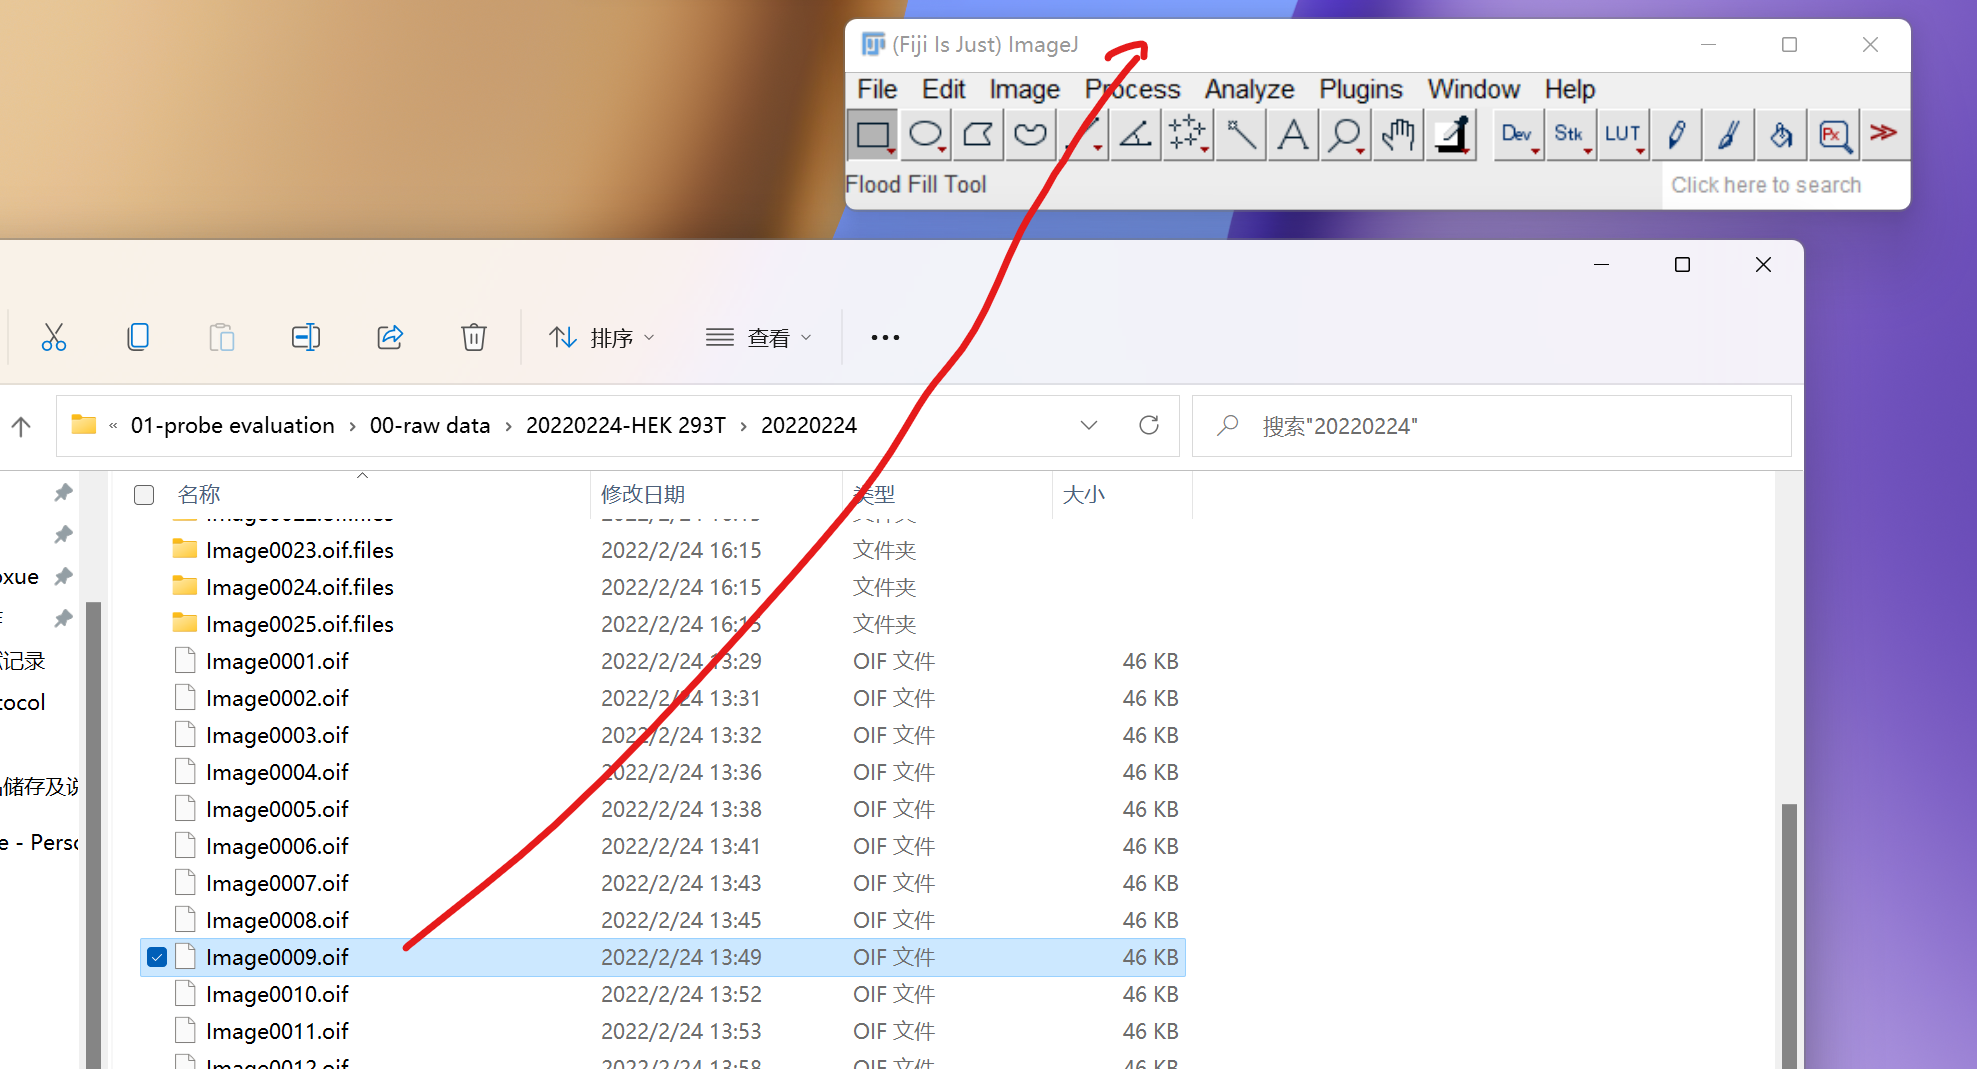 (Fiji Is Just) ImageJ
File Edit Image Process Analyze Plugins Window Help
Dev Stk LUT Px
Flood Fill Tool
Click here to search
排序 查看
« 01-probe evaluation › 00-raw data › 20220224-HEK 293T › 20220224
搜索"20220224"
名称 修改日期 类型 大小
Image0023.oif.files 2022/2/24 16:15 文件夹
Image0024.oif.files 2022/2/24 16:15 文件夹
Image0025.oif.files 2022/2/24 16:15 文件夹
Image0001.oif 2022/2/24 13:29 OIF 文件 46 KB
Image0002.oif 2022/2/24 13:31 OIF 文件 46 KB
Image0003.oif 2022/2/24 13:32 OIF 文件 46 KB
Image0004.oif 2022/2/24 13:36 OIF 文件 46 KB
Image0005.oif 2022/2/24 13:38 OIF 文件 46 KB
Image0006.oif 2022/2/24 13:41 OIF 文件 46 KB
Image0007.oif 2022/2/24 13:43 OIF 文件 46 KB
Image0008.oif 2022/2/24 13:45 OIF 文件 46 KB
Image0009.oif 2022/2/24 13:49 OIF 文件 46 KB
Image0010.oif 2022/2/24 13:52 OIF 文件 46 KB
Image0011.oif 2022/2/24 13:53 OIF 文件 46 KB
Image0012.oif 2022/2/24 13:58 OIF 文件 46 KB
oxue
记录
tocol
储存及说
e - Perso